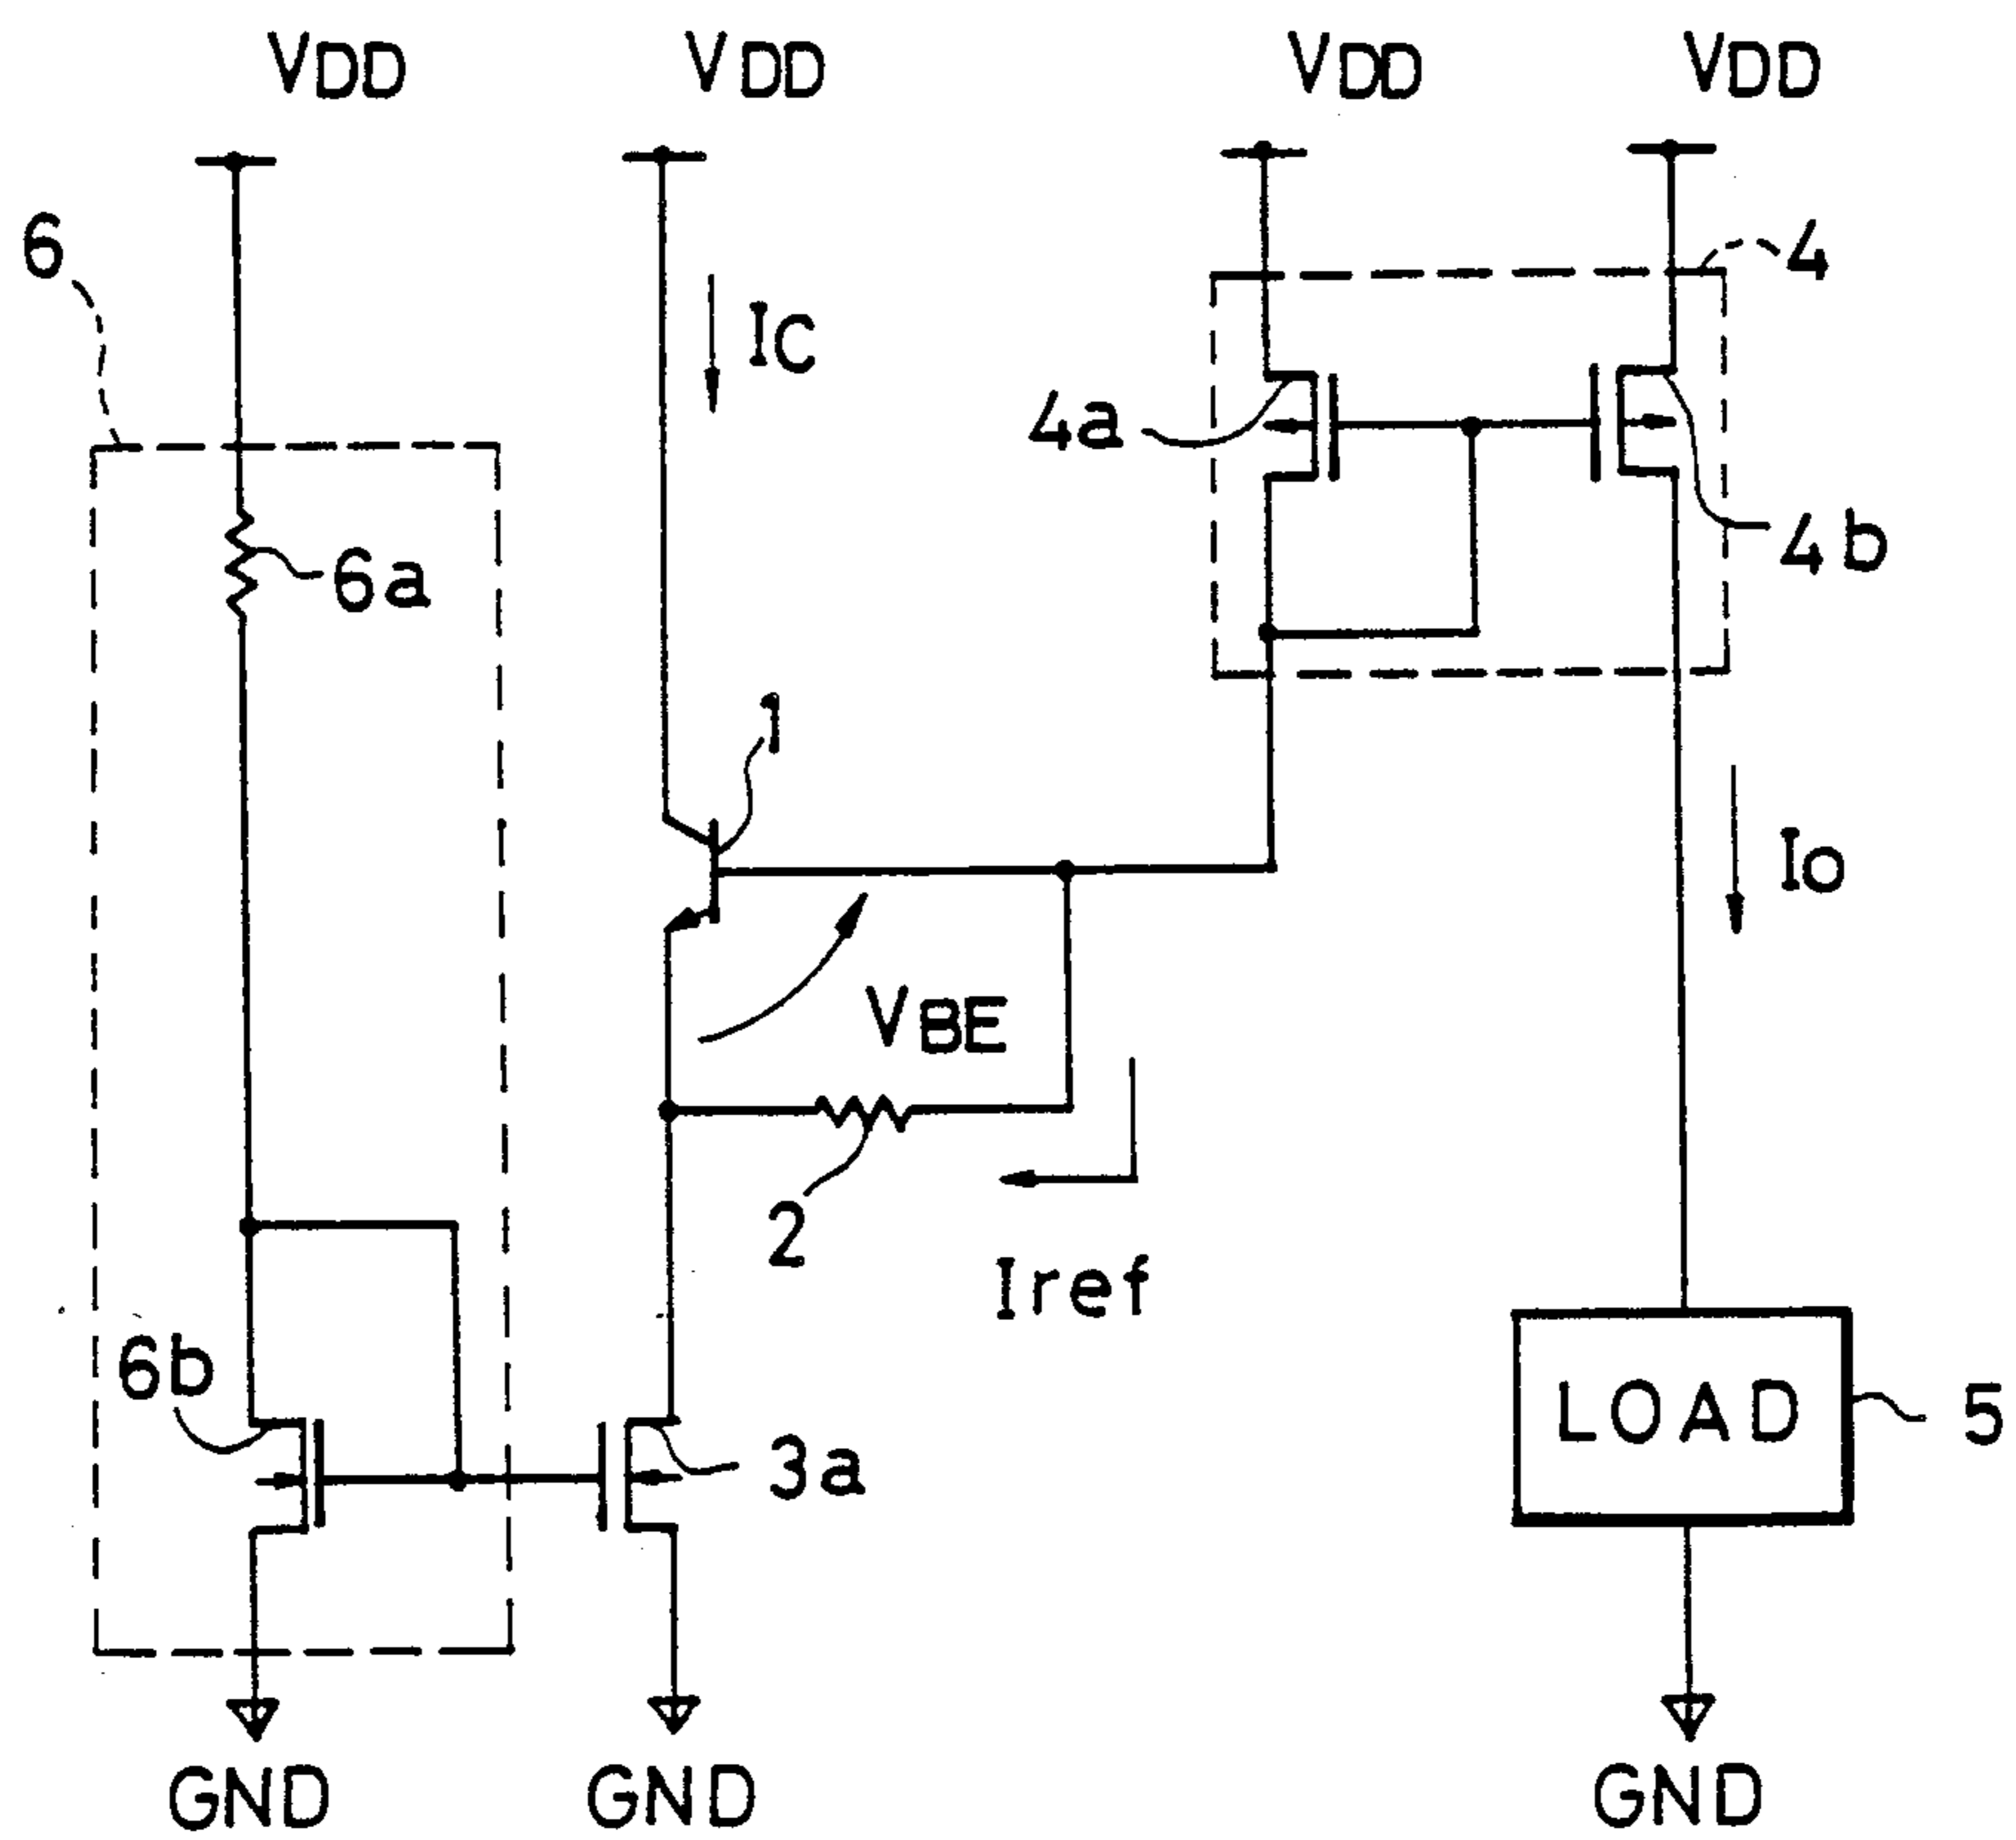 VDD VDD VDD VDD
6
4
IC
4a
4b
6a
1
IO
VBE
2
Iref
6b
LOAD
5
3a
GND GND GND